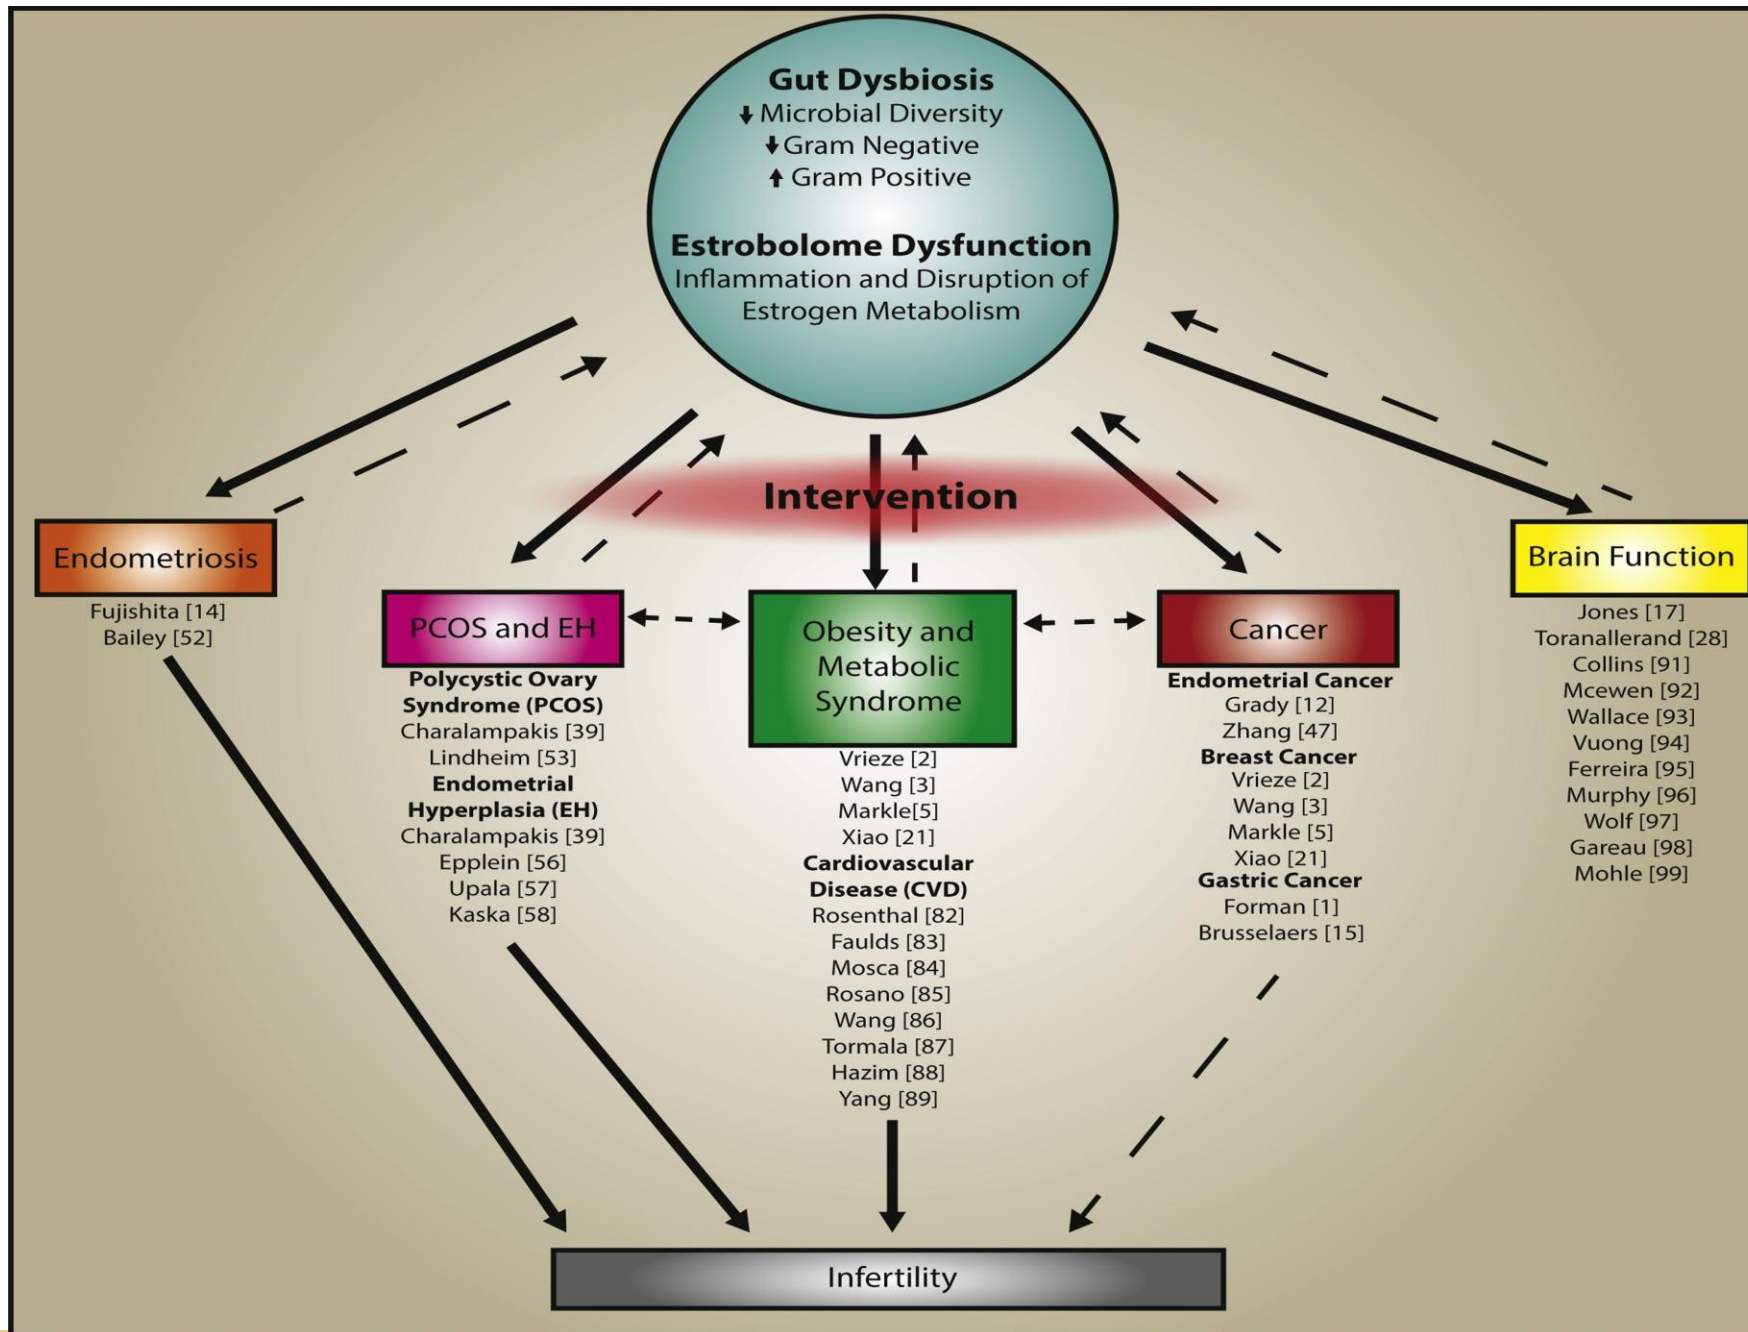 Gut Dysbiosis
↓ Microbial Diversity
↓ Gram Negative
↑ Gram Positive
Estrobolome Dysfunction
Inflammation and Disruption of
Estrogen Metabolism
Intervention
Endometriosis
Fujishita [14]
Bailey [52]
PCOS and EH
Polycystic Ovary
Syndrome (PCOS)
Charalampakis [39]
Lindheim [53]
Endometrial
Hyperplasia (EH)
Charalampakis [39]
Epplein [56]
Upala [57]
Kaska [58]
Obesity and
Metabolic
Syndrome
Vrieze [2]
Wang [3]
Markle[5]
Xiao [21]
Cardiovascular
Disease (CVD)
Rosenthal [82]
Faulds [83]
Mosca [84]
Rosano [85]
Wang [86]
Tormala [87]
Hazim [88]
Yang [89]
Cancer
Endometrial Cancer
Grady [12]
Zhang [47]
Breast Cancer
Vrieze [2]
Wang [3]
Markle [5]
Xiao [21]
Gastric Cancer
Forman [1]
Brusselaers [15]
Brain Function
Jones [17]
Toranallerand [28]
Collins [91]
Mcewen [92]
Wallace [93]
Vuong [94]
Ferreira [95]
Murphy [96]
Wolf [97]
Gareau [98]
Mohle [99]
Infertility